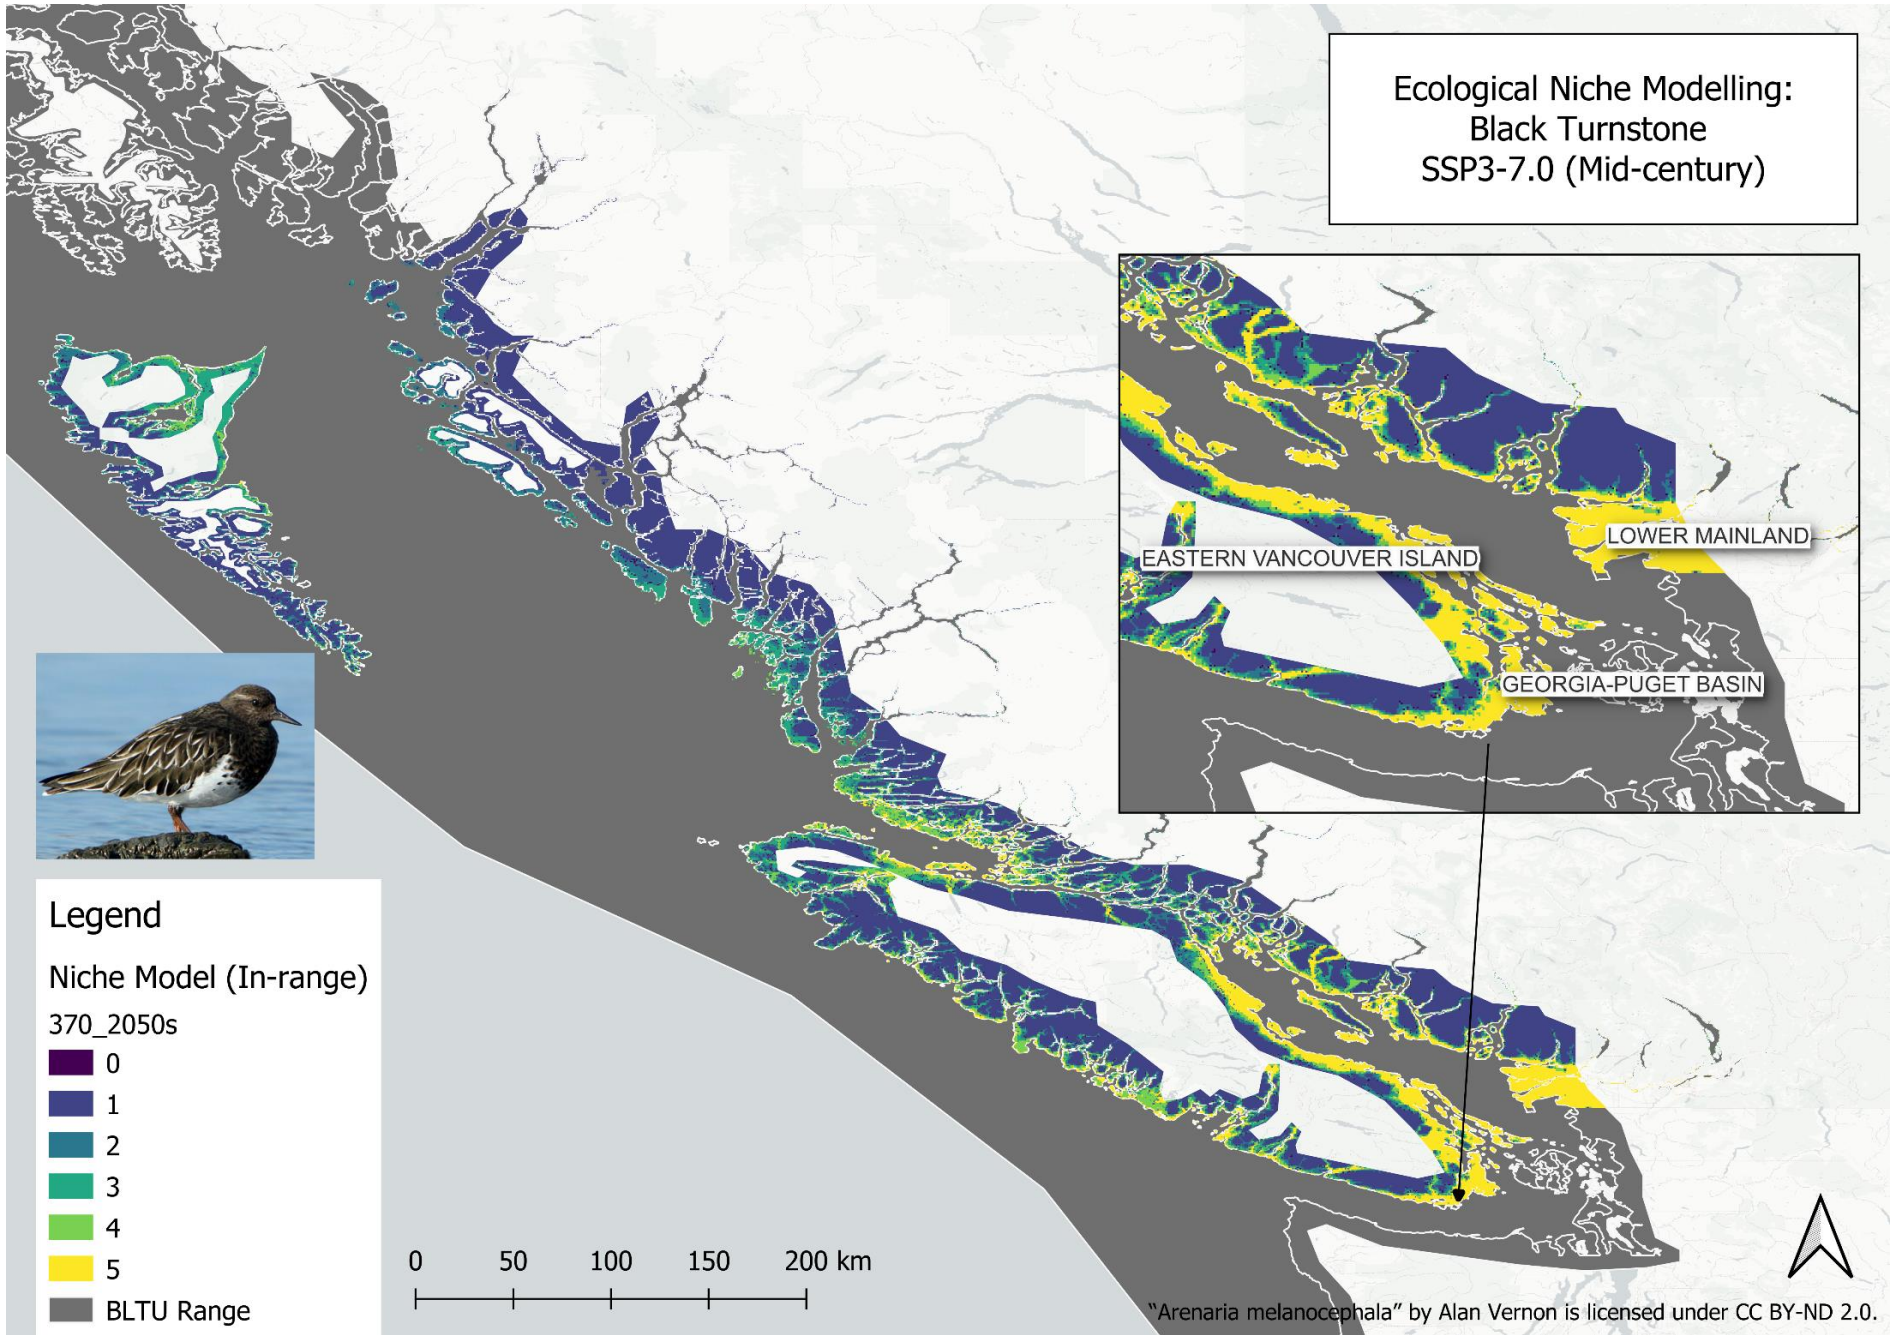 Ecological Niche Modelling:
Black Turnstone
SSP3-7.0 (Mid-century)
LOWER MAINLAND
EASTERN VANCOUVER ISLAND
GEORGIA-PUGET BASIN
Legend
Niche Model (In-range)
370_2050s
0
1
2
3
4
5
BLTU Range
0 50 100 150 200 km
"Arenaria melanocephala" by Alan Vernon is licensed under CC BY-ND 2.0.